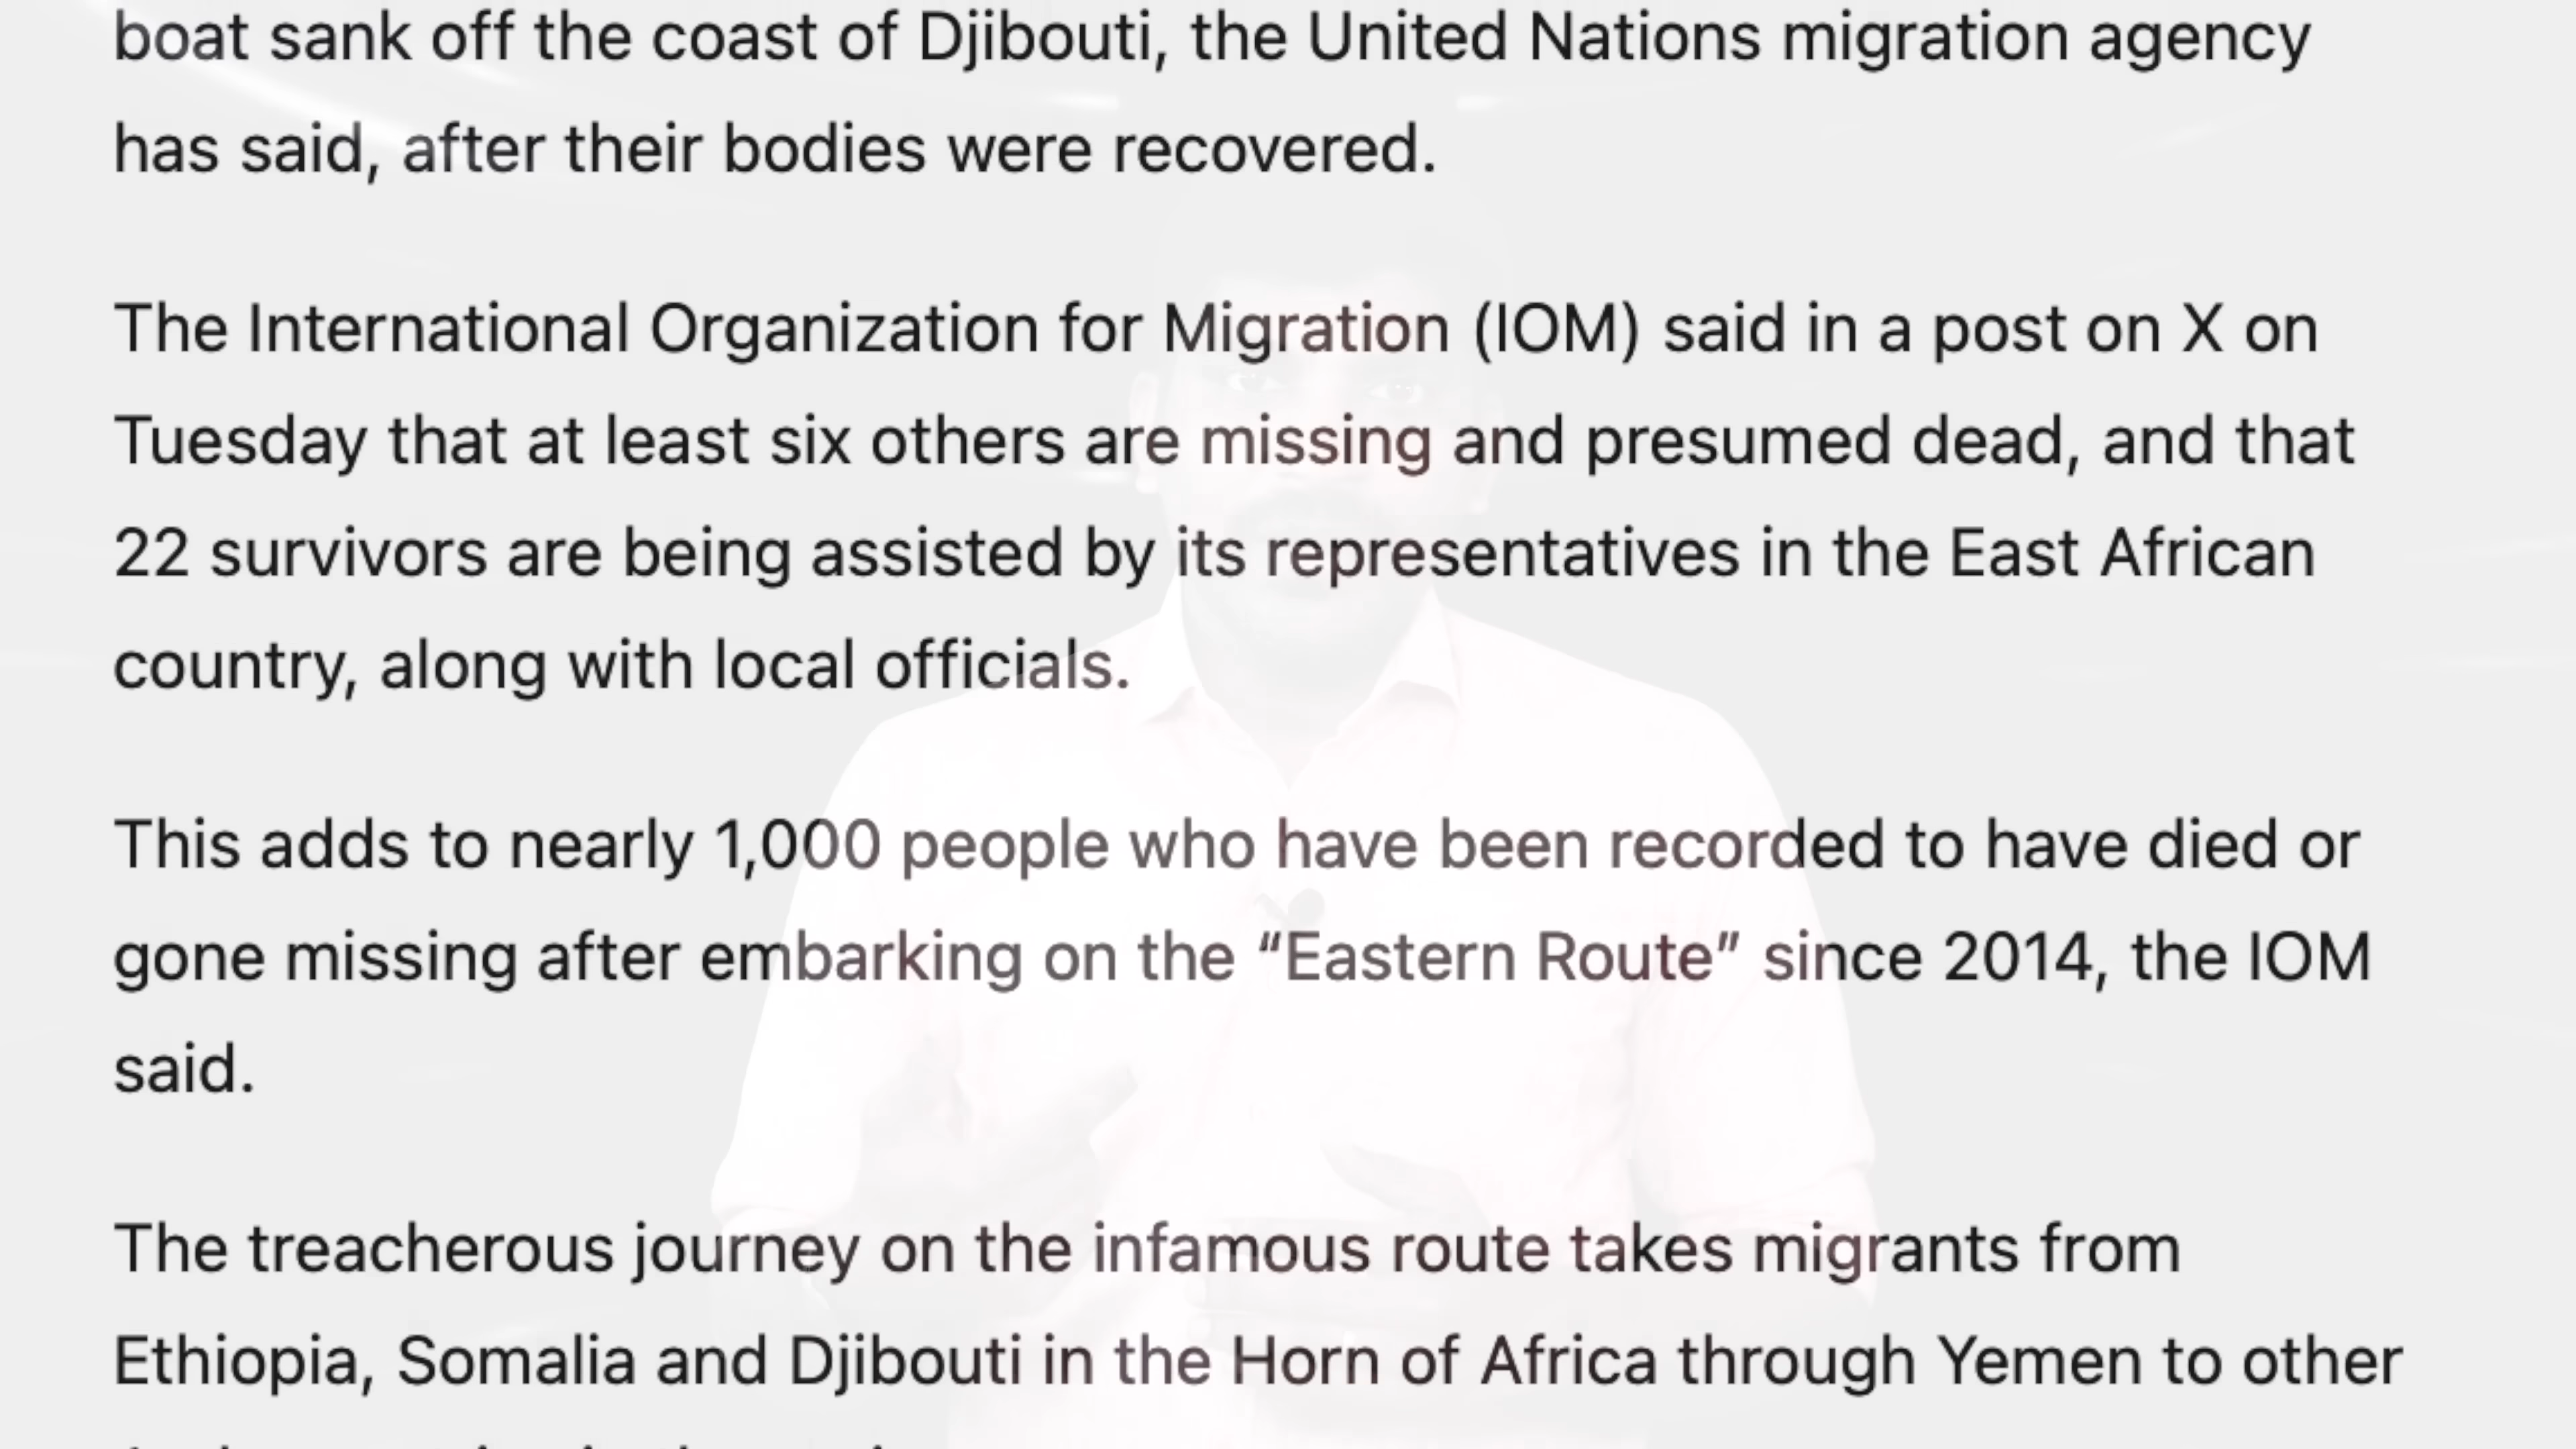 boat sank off the coast of Djibouti, the United Nations migration agency
has said, after their bodies were recovered.
The International Organization for Migration (IOM) said in a post on X on
Tuesday that at least six others are missing and presumed dead, and that
22 survivors are being assisted by its representatives in the East African
country, along with local officials.
This adds to nearly 1,000 people who have been recorded to have died or
gone missing after embarking on the “Eastern Route” since 2014, the IOM
said.
The treacherous journey on the infamous route takes migrants from
Ethiopia, Somalia and Djibouti in the Horn of Africa through Yemen to other